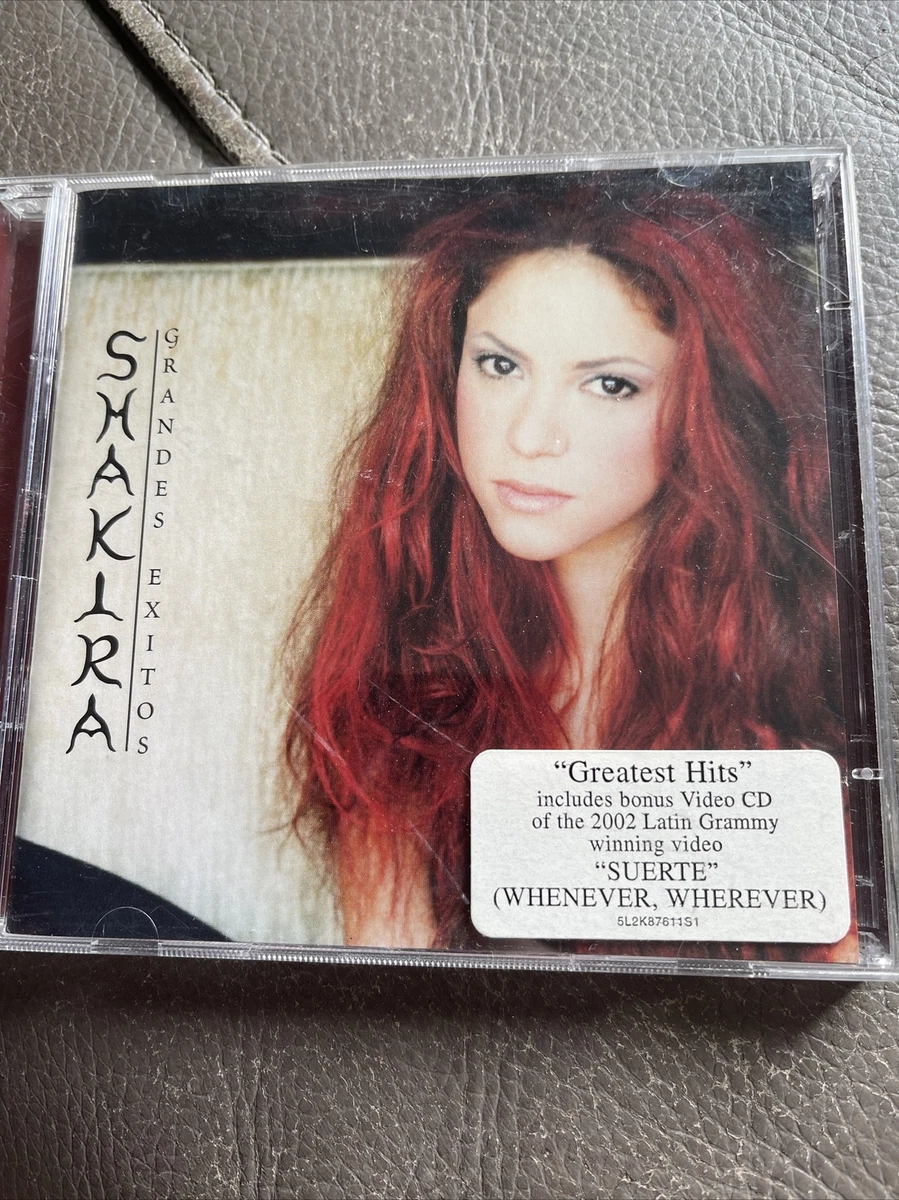 SHAKIRA
GRANDES EXITOS
“Greatest Hits”
includes bonus Video CD
of the 2002 Latin Grammy
winning video
“SUERTE”
(WHENEVER, WHEREVER)
5L2K87611S1